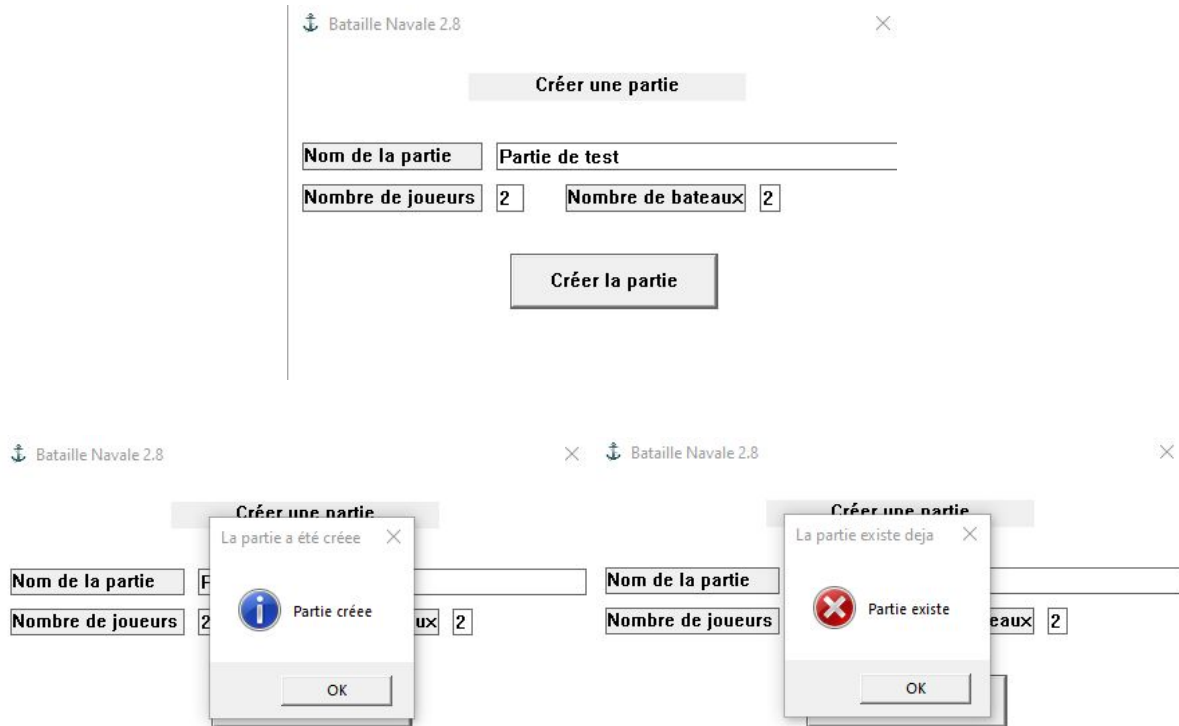 Bataille Navale 2.8
Créer une partie
Nom de la partie Partie de test
Nombre de joueurs 2 Nombre de bateaux 2
Créer la partie
Bataille Navale 2.8
Créer une partie
La partie a été créee
Nom de la partie
Partie créee
Nombre de joueurs 2 2
OK
Bataille Navale 2.8
Créer une partie
La partie existe deja
Nom de la partie
Partie existe
Nombre de joueurs 2
OK